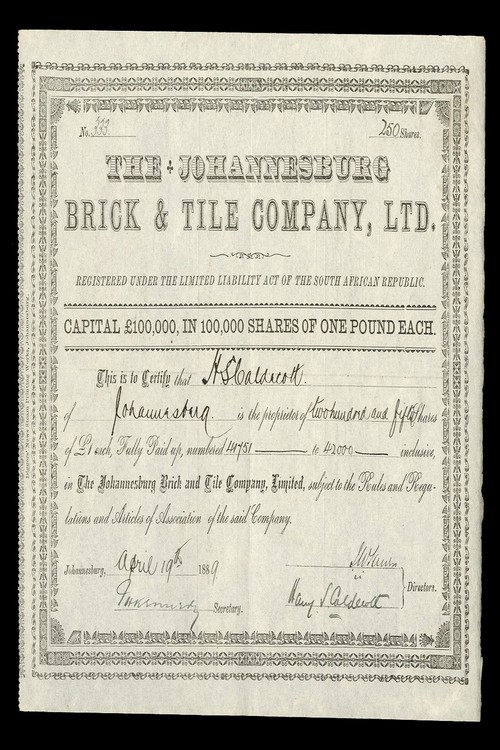 No. 333 250 Shares.
THE JOHANNESBURG
BRICK & TILE COMPANY, LTD.
REGISTERED UNDER THE LIMITED LIABILITY ACT OF THE SOUTH AFRICAN REPUBLIC.
CAPITAL £100,000, IN 100,000 SHARES OF ONE POUND EACH.
This is to Certify that H S Caldecott.
of Johannesburg. is the proprietor of two hundred and fifty Shares
of £1 each, Fully Paid up, numbered 41751 to 42000 inclusive,
in The Johannesburg Brick and Tile Company, Limited, subject to the Rules and Regu-
lations and Articles of Association of the said Company.
Johannesburg, April 19th 1889
Harry S Caldecott Directors.
Secretary.